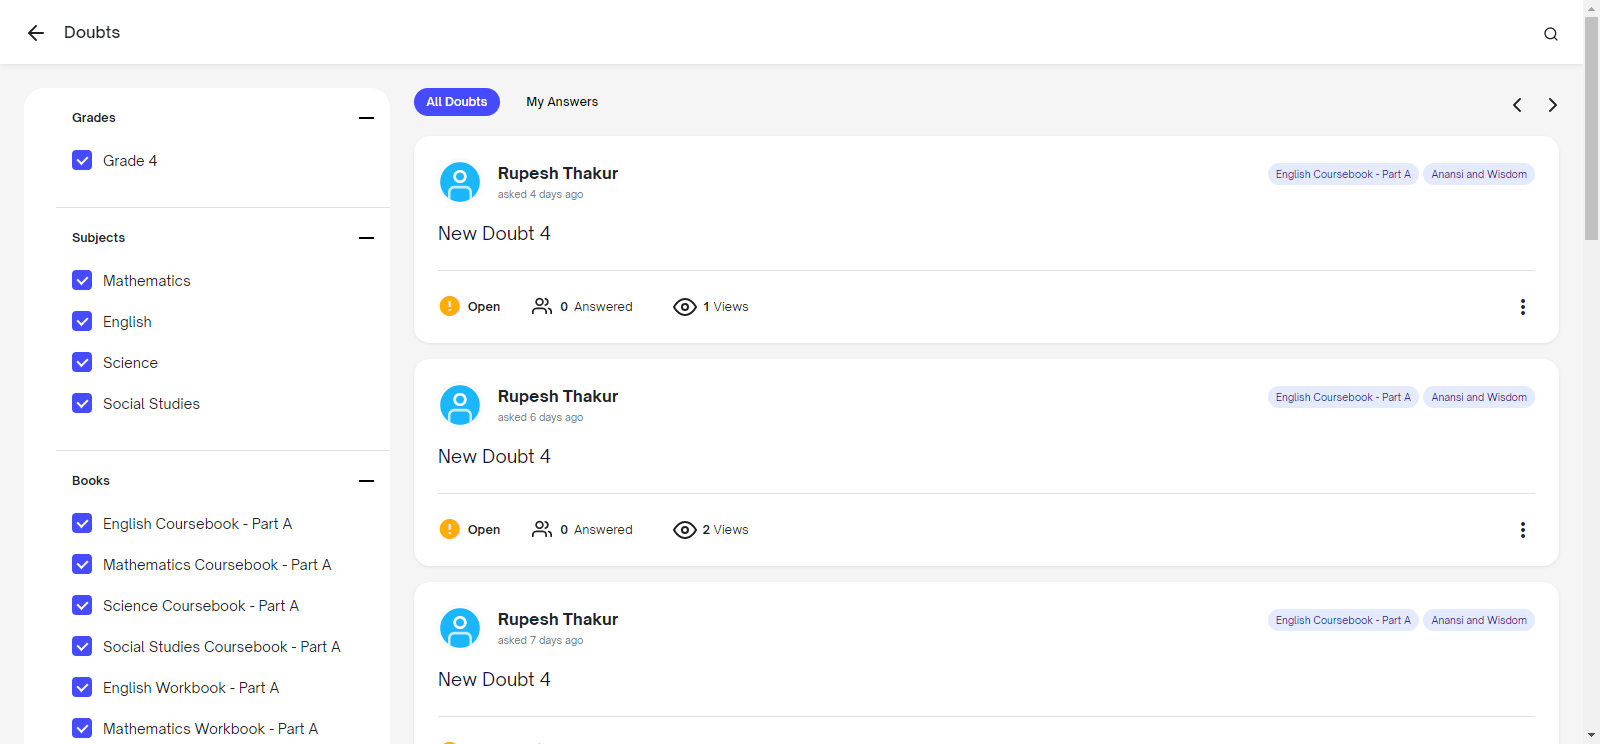 Doubts
Grades
Grade 4
Subjects
Mathematics
English
Science
Social Studies
Books
English Coursebook - Part A
Mathematics Coursebook - Part A
Science Coursebook - Part A
Social Studies Coursebook - Part A
English Workbook - Part A
Mathematics Workbook - Part A
All Doubts My Answers
Rupesh Thakur English Coursebook - Part A Anansi and Wisdom
asked 4 days ago
New Doubt 4
Open 0 Answered 1 Views
Rupesh Thakur English Coursebook - Part A Anansi and Wisdom
asked 6 days ago
New Doubt 4
Open 0 Answered 2 Views
Rupesh Thakur English Coursebook - Part A Anansi and Wisdom
asked 7 days ago
New Doubt 4